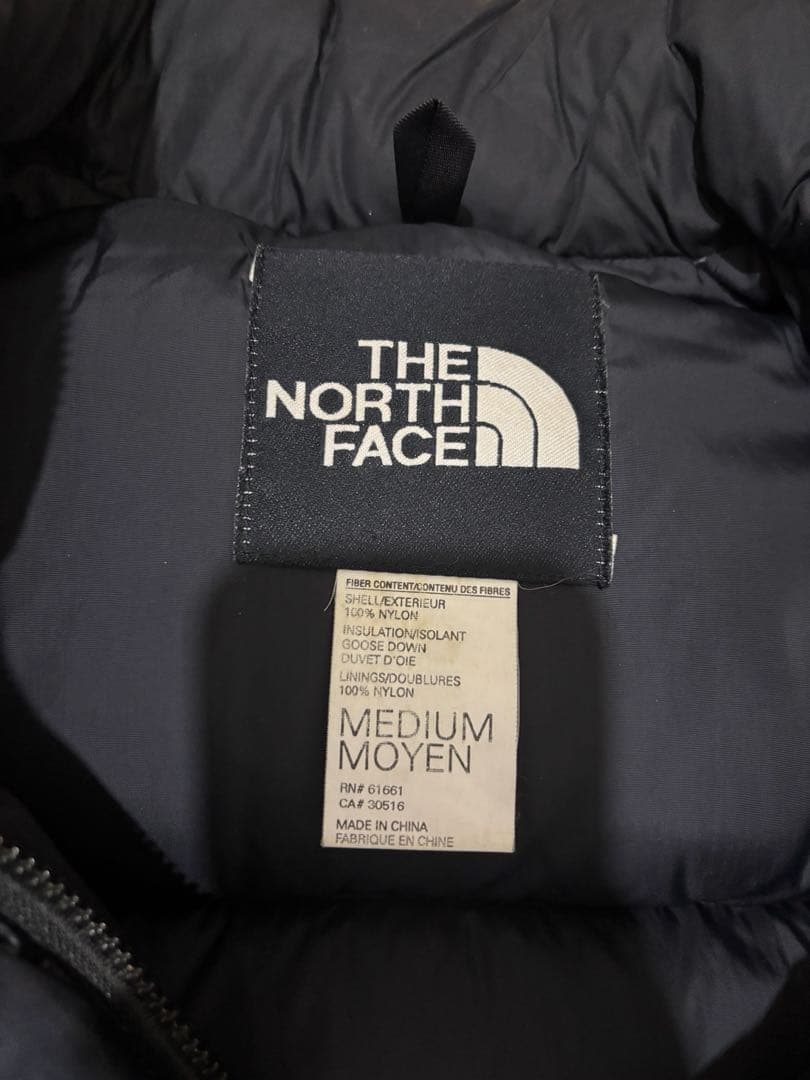 THE
NORTH
FACE
FIBER CONTENT/CONTENU DES FIBRES
SHELL/EXTERIEUR
100% NYLON
INSULATION/ISOLANT
GOOSE DOWN
DUVET D'OIE
LININGS/DOUBLURES
100% NYLON
MEDIUM
MOYEN
RN# 61661
CA# 30516
MADE IN CHINA
FABRIQUE EN CHINE